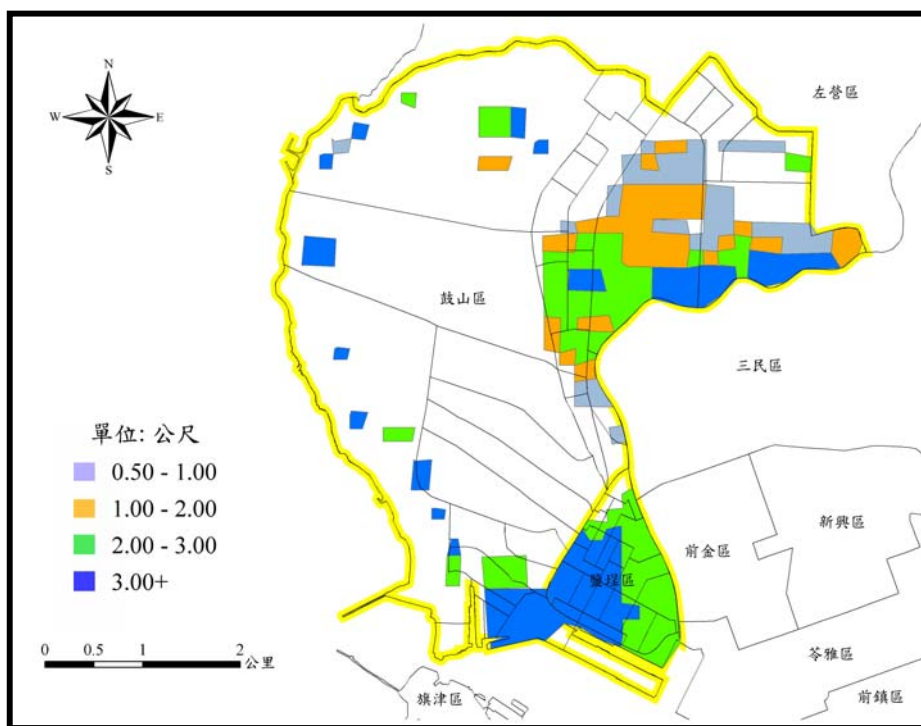 N
W
E
S
左營區
鼓山區
三民區
單位: 公尺
0.50 - 1.00
1.00 - 2.00
2.00 - 3.00
3.00+
新興區
前金區
鹽埕區
苓雅區
0 0.5 1 2
公里
旗津區
前鎮區